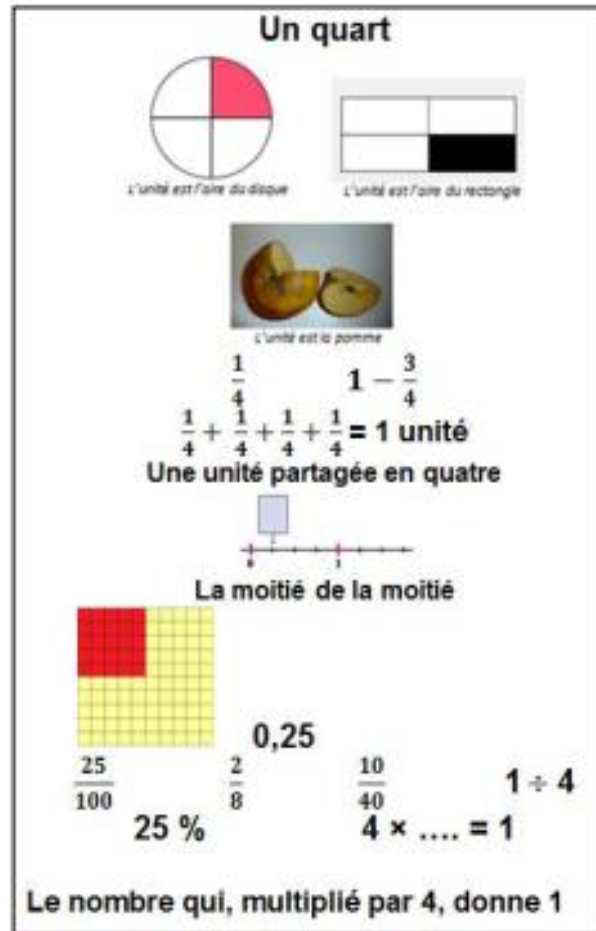 Un quart
L'unité est l'aire du disque
L'unité est l'aire du rectangle
L'unité est la pomme
1/4 1 − 3/4
1/4 + 1/4 + 1/4 + 1/4 = 1 unité
Une unité partagée en quatre
0 1
La moitié de la moitié
0,25
25/100 2/8 10/40 1 ÷ 4
25 % 4 × .... = 1
Le nombre qui, multiplié par 4, donne 1